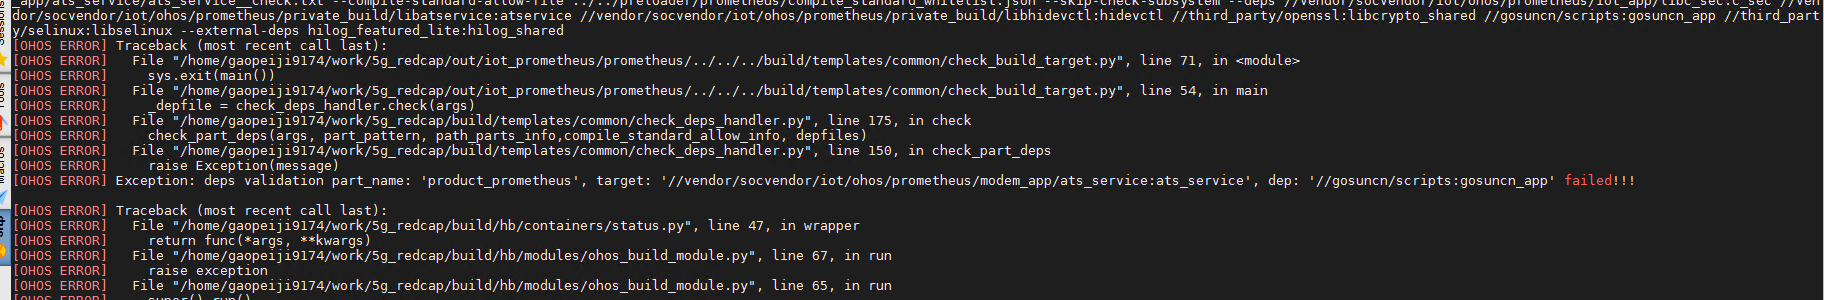 _app/ats_service/ats_service__check.txt --compile-standard-allow-file ../../preloader/prometheus/compile_standard_whitelist.json --skip-check-subsystem --deps //vendor/socvendor/iot/ohos/prometheus/iot_app/libc_sec:c_sec //ven
dor/socvendor/iot/ohos/prometheus/private_build/libatservice:atservice //vendor/socvendor/iot/ohos/prometheus/private_build/libhidevctl:hidevctl //third_party/openssl:libcrypto_shared //gosuncn/scripts:gosuncn_app //third_part
y/selinux:libselinux --external-deps hilog_featured_lite:hilog_shared
[OHOS ERROR] Traceback (most recent call last):
[OHOS ERROR]   File "/home/gaopeiji9174/work/5g_redcap/out/iot_prometheus/prometheus/../../../build/templates/common/check_build_target.py", line 71, in <module>
[OHOS ERROR]     sys.exit(main())
[OHOS ERROR]   File "/home/gaopeiji9174/work/5g_redcap/out/iot_prometheus/prometheus/../../../build/templates/common/check_build_target.py", line 54, in main
[OHOS ERROR]     _depfile = check_deps_handler.check(args)
[OHOS ERROR]   File "/home/gaopeiji9174/work/5g_redcap/build/templates/common/check_deps_handler.py", line 175, in check
[OHOS ERROR]     check_part_deps(args, part_pattern, path_parts_info,compile_standard_allow_info, depfiles)
[OHOS ERROR]   File "/home/gaopeiji9174/work/5g_redcap/build/templates/common/check_deps_handler.py", line 150, in check_part_deps
[OHOS ERROR]     raise Exception(message)
[OHOS ERROR] Exception: deps validation part_name: 'product_prometheus', target: '//vendor/socvendor/iot/ohos/prometheus/modem_app/ats_service:ats_service', dep: '//gosuncn/scripts:gosuncn_app' failed!!!
[OHOS ERROR] Traceback (most recent call last):
[OHOS ERROR]   File "/home/gaopeiji9174/work/5g_redcap/build/hb/containers/status.py", line 47, in wrapper
[OHOS ERROR]     return func(*args, **kwargs)
[OHOS ERROR]   File "/home/gaopeiji9174/work/5g_redcap/build/hb/modules/ohos_build_module.py", line 67, in run
[OHOS ERROR]     raise exception
[OHOS ERROR]   File "/home/gaopeiji9174/work/5g_redcap/build/hb/modules/ohos_build_module.py", line 65, in run
[OHOS ERROR]     super().run()